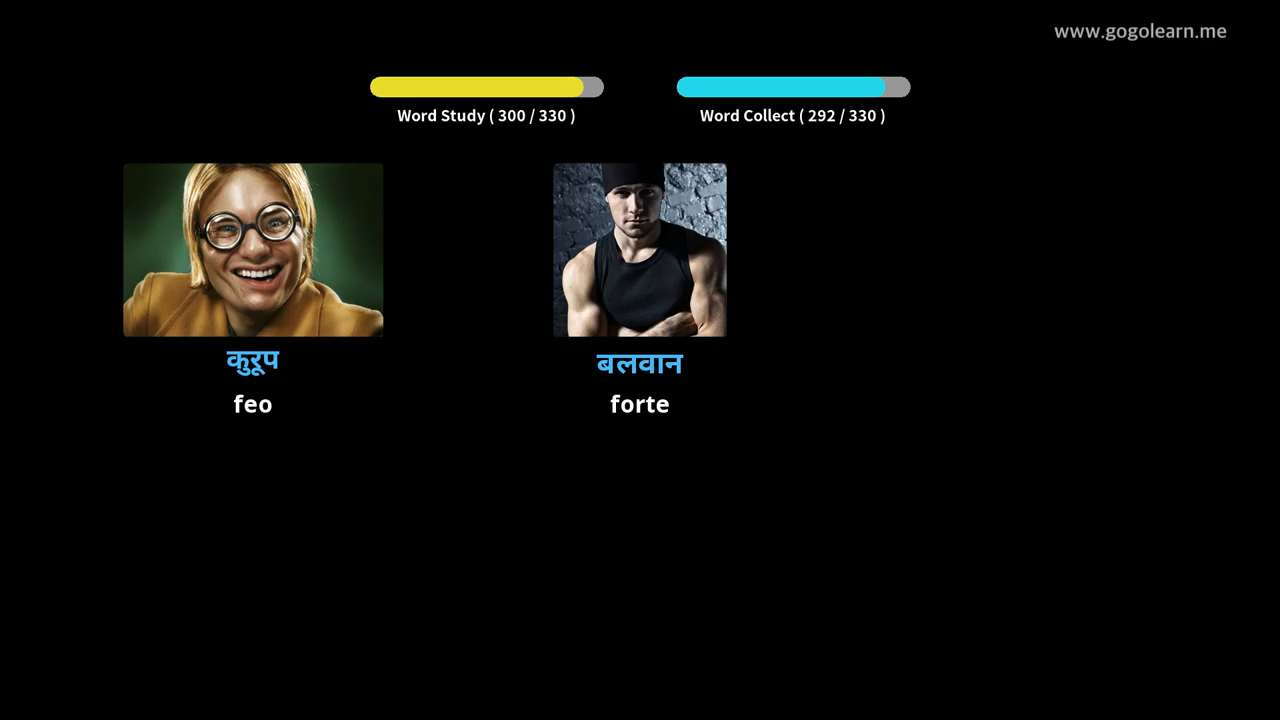 www.gogolearn.me
Word Study ( 300 / 330 )
Word Collect ( 292 / 330 )
कुरूप
बलवान
feo
forte